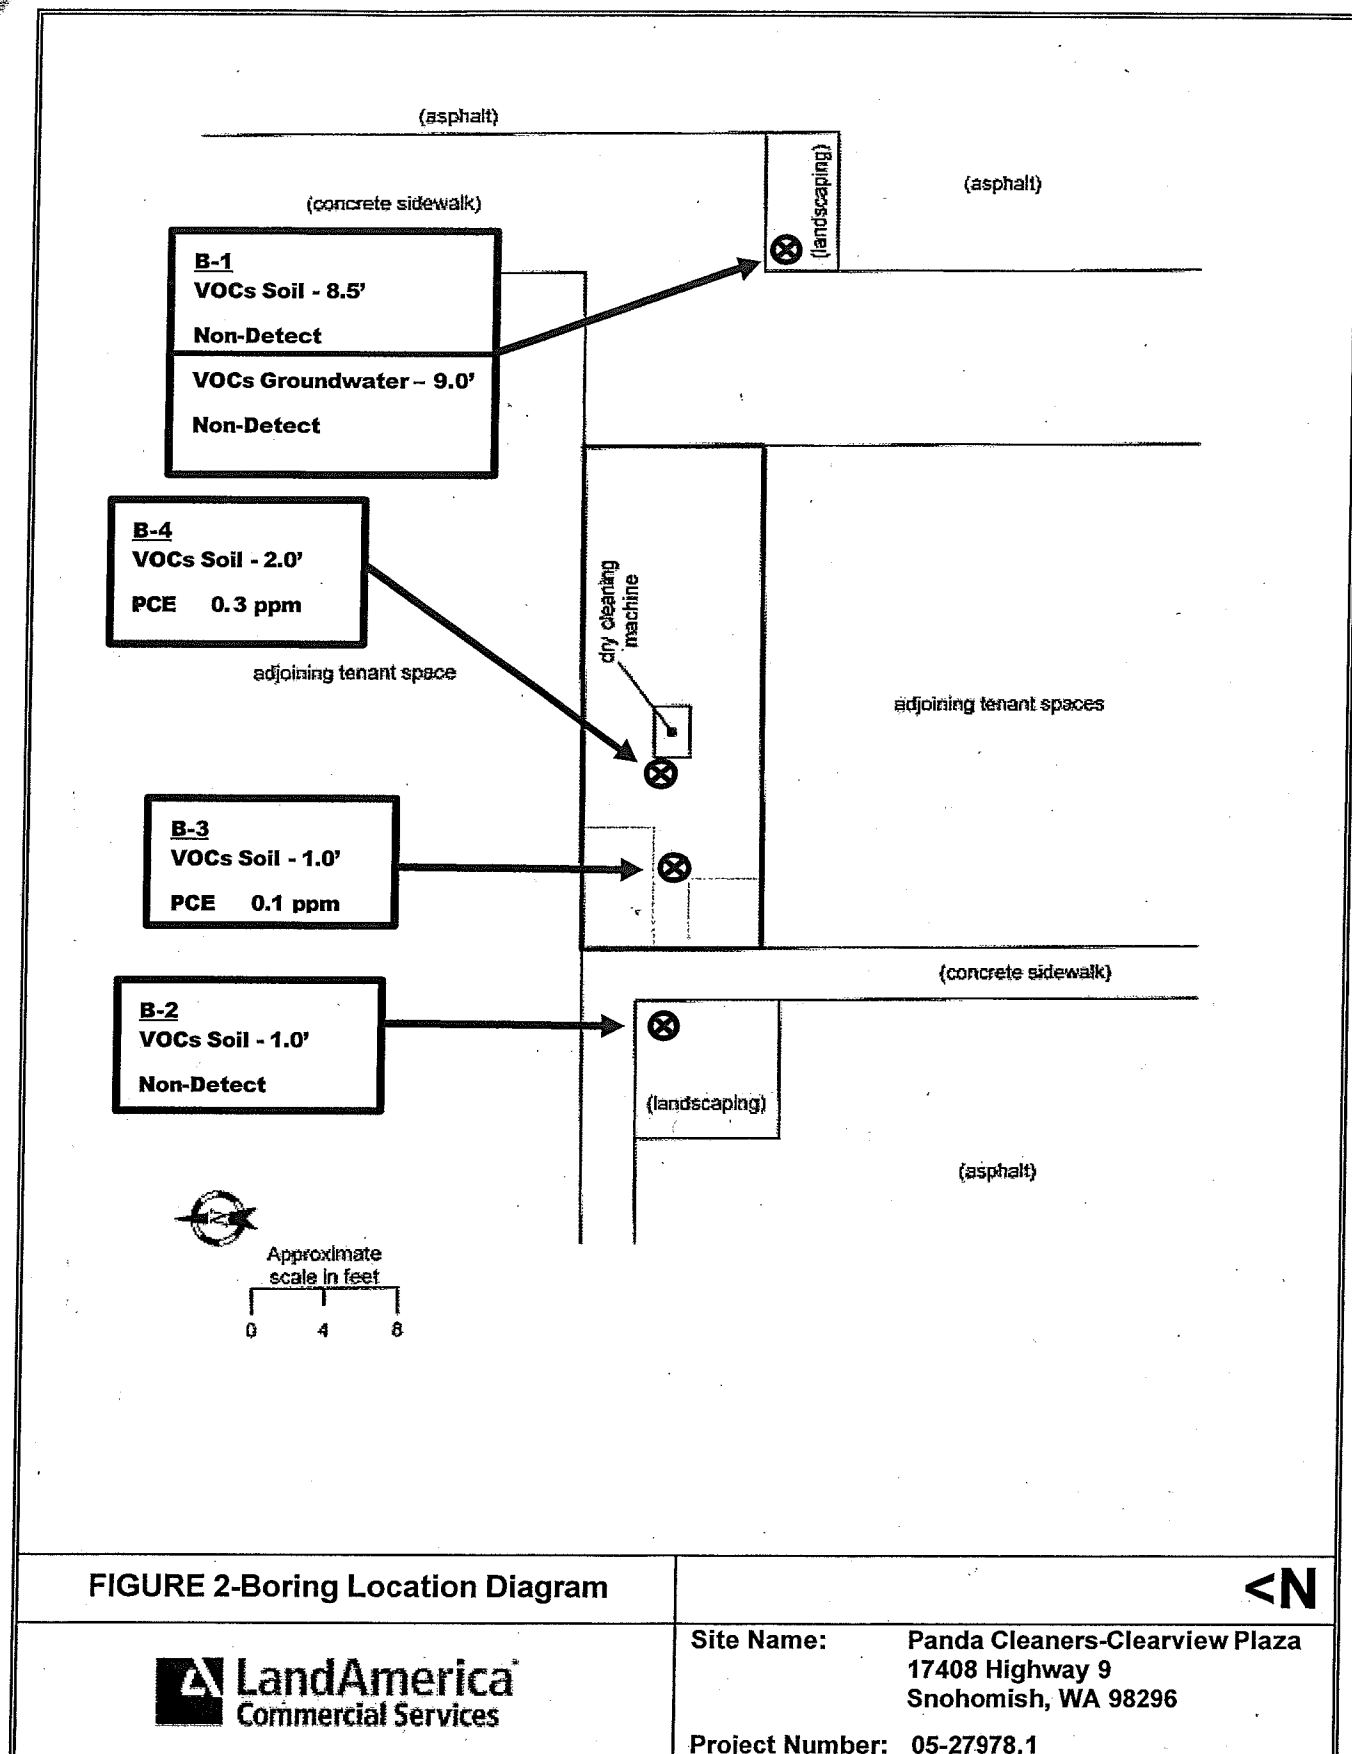 (asphalt)
(landscaping)
(asphalt)
(concrete sidewalk)
B-1
VOCs Soil - 8.5'
Non-Detect
VOCs Groundwater – 9.0'
Non-Detect
B-4
VOCs Soil - 2.0'
PCE 0.3 ppm
dry cleaning
machine
adjoining tenant space
adjoining tenant spaces
B-3
VOCs Soil - 1.0'
PCE 0.1 ppm
(concrete sidewalk)
B-2
VOCs Soil - 1.0'
Non-Detect
(landscaping)
(asphalt)
N
Approximate
scale in feet
0 4 8
FIGURE 2-Boring Location Diagram
<N
LandAmerica
Commercial Services
Site Name: Panda Cleaners-Clearview Plaza
17408 Highway 9
Snohomish, WA 98296
Project Number: 05-27978.1